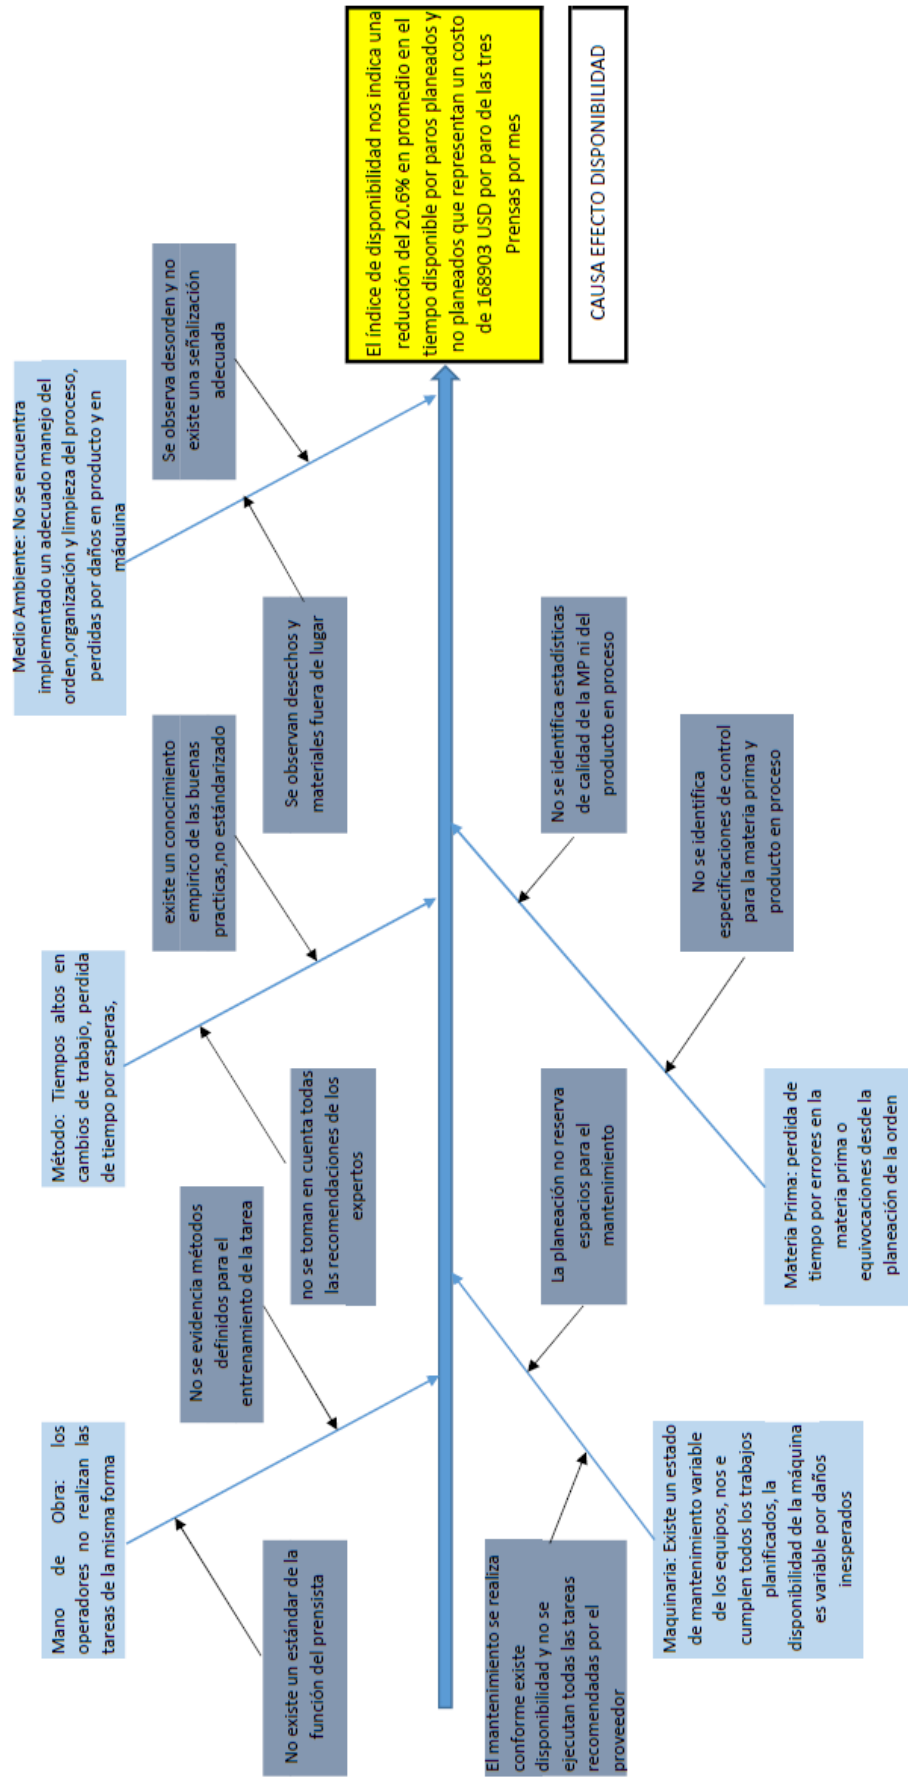 Mano de Obra: los
operadores no realizan las
tareas de la misma forma
No existe un estándar de la
función del prensista
No se evidencia métodos
definidos para el
entrenamiento de la tarea
Método: Tiempos altos en
cambios de trabajo, perdida
de tiempo por esperas,
no se toman en cuenta todas
las recomendaciones de los
expertos
existe un conocimiento
empirico de las buenas
practicas,no estándarizado
Medio Ambiente: No se encuentra
implementado un adecuado manejo del
orden,organización y limpieza del proceso,
perdidas por daños en producto y en
máquina
Se observan desechos y
materiales fuera de lugar
Se observa desorden y no
existe una señalización
adecuada
El mantenimiento se realiza
conforme existe
disponibilidad y no se
ejecutan todas las tareas
recomendadas por el
proveedor
Maquinaria: Existe un estado
de mantenimiento variable
de los equipos, nos e
cumplen todos los trabajos
planificados, la
disponibilidad de la máquina
es variable por daños
inesperados
La planeación no reserva
espacios para el
mantenimiento
Materia Prima: perdida de
tiempo por errores en la
materia prima o
equivocaciones desde la
planeación de la orden
No se identifica estadísticas
de calidad de la MP ni del
producto en proceso
No se identifica
especificaciones de control
para la materia prima y
producto en proceso
El índice de disponibilidad nos indica una
reducción del 20.6% en promedio en el
tiempo disponible por paros planeados y
no planeados que representan un costo
de 168903 USD por paro de las tres
Prensas por mes
CAUSA EFECTO DISPONIBILIDAD